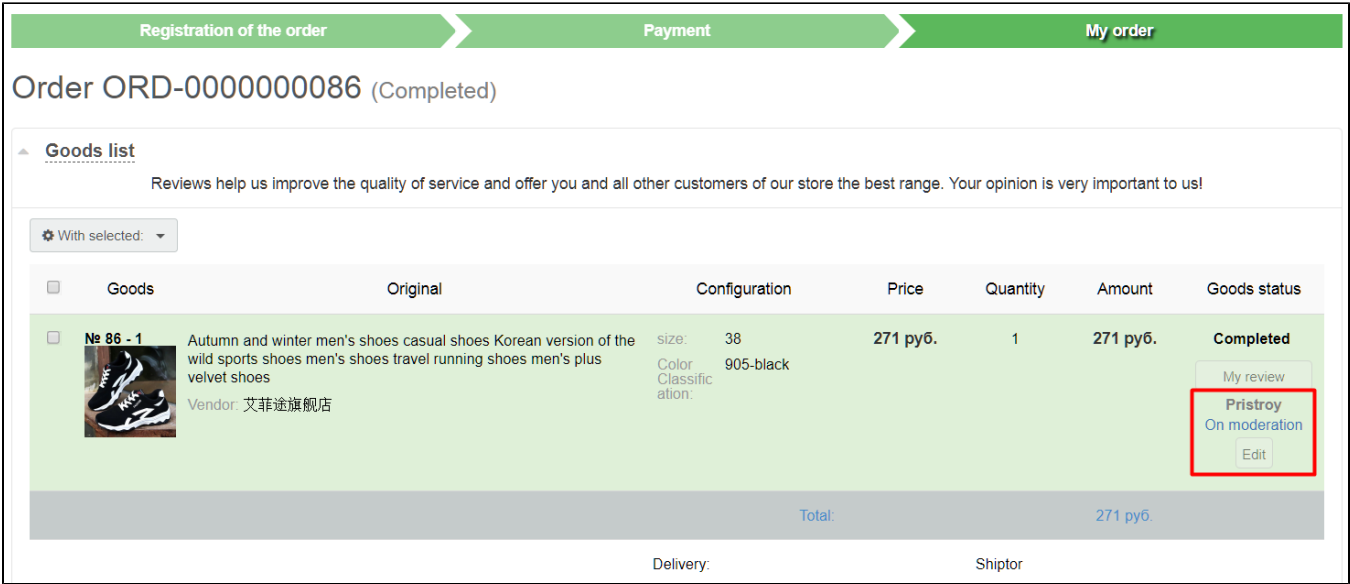 Registration of the order Payment My order
Order ORD-0000000086 (Completed)
Goods list
Reviews help us improve the quality of service and offer you and all other customers of our store the best range. Your opinion is very important to us!
With selected:
Goods Original Configuration Price Quantity Amount Goods status
№ 86 - 1
Autumn and winter men's shoes casual shoes Korean version of the
wild sports shoes men's shoes travel running shoes men's plus
velvet shoes
Vendor: 艾菲途旗舰店
size: 38
Color
Classific
ation:
905-black
271 руб.
1
271 руб.
Completed
My review
Pristroy
On moderation
Edit
Total: 271 руб.
Delivery: Shiptor